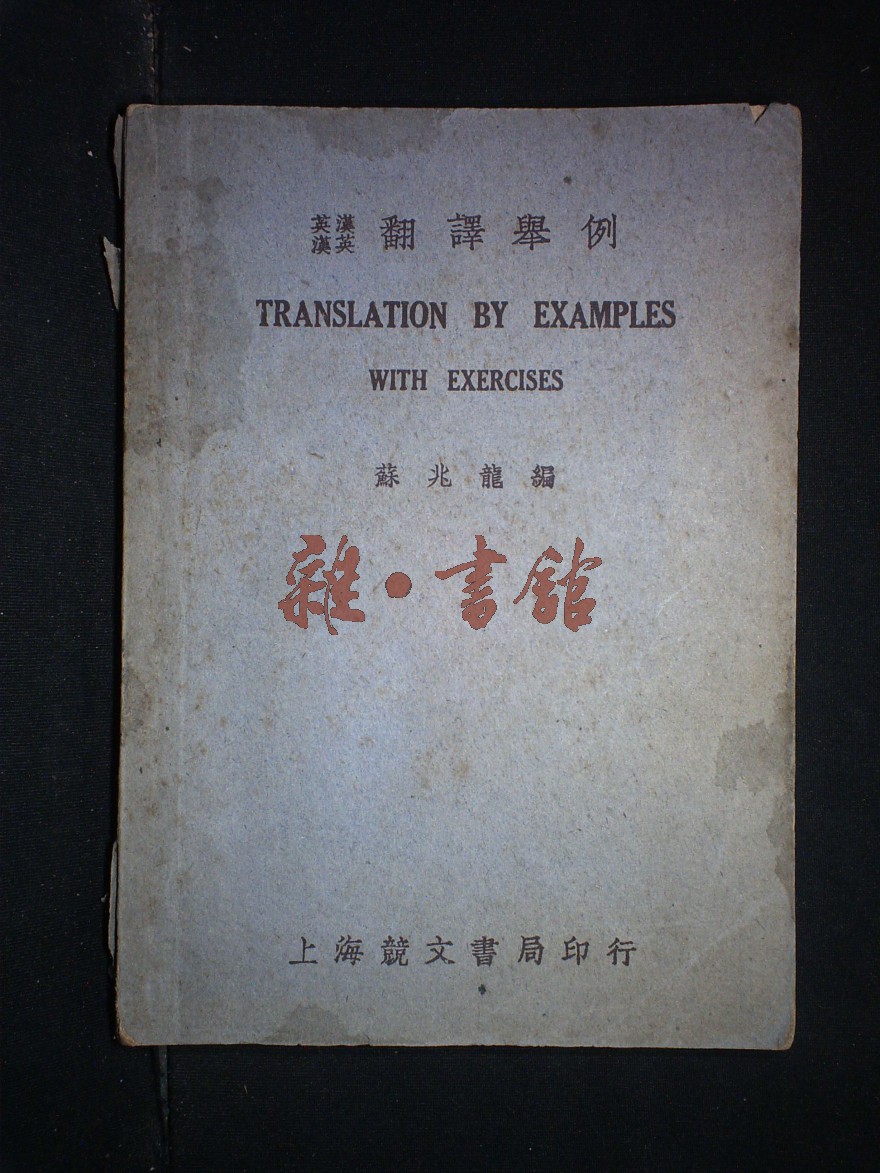 英漢漢英翻譯舉例
TRANSLATION BY EXAMPLES
WITH EXERCISES
蘇兆龍編
雜·書館
上海競文書局印行